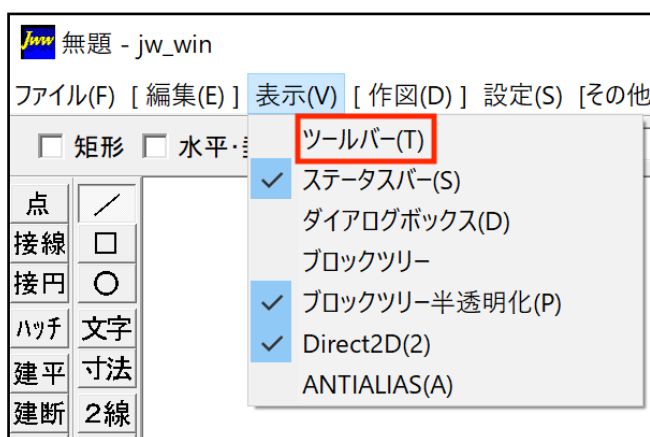 Jww 無題 - jw_win
ファイル(F) [ 編集(E) ] 表示(V) [ 作図(D) ] 設定(S) [その他
矩形 水平・
ツールバー(T)
ステータスバー(S)
ダイアログボックス(D)
ブロックツリー
ブロックツリー半透明化(P)
Direct2D(2)
ANTIALIAS(A)
点 ／
接線 □
接円 ○
ハッチ 文字
建平 寸法
建断 2線